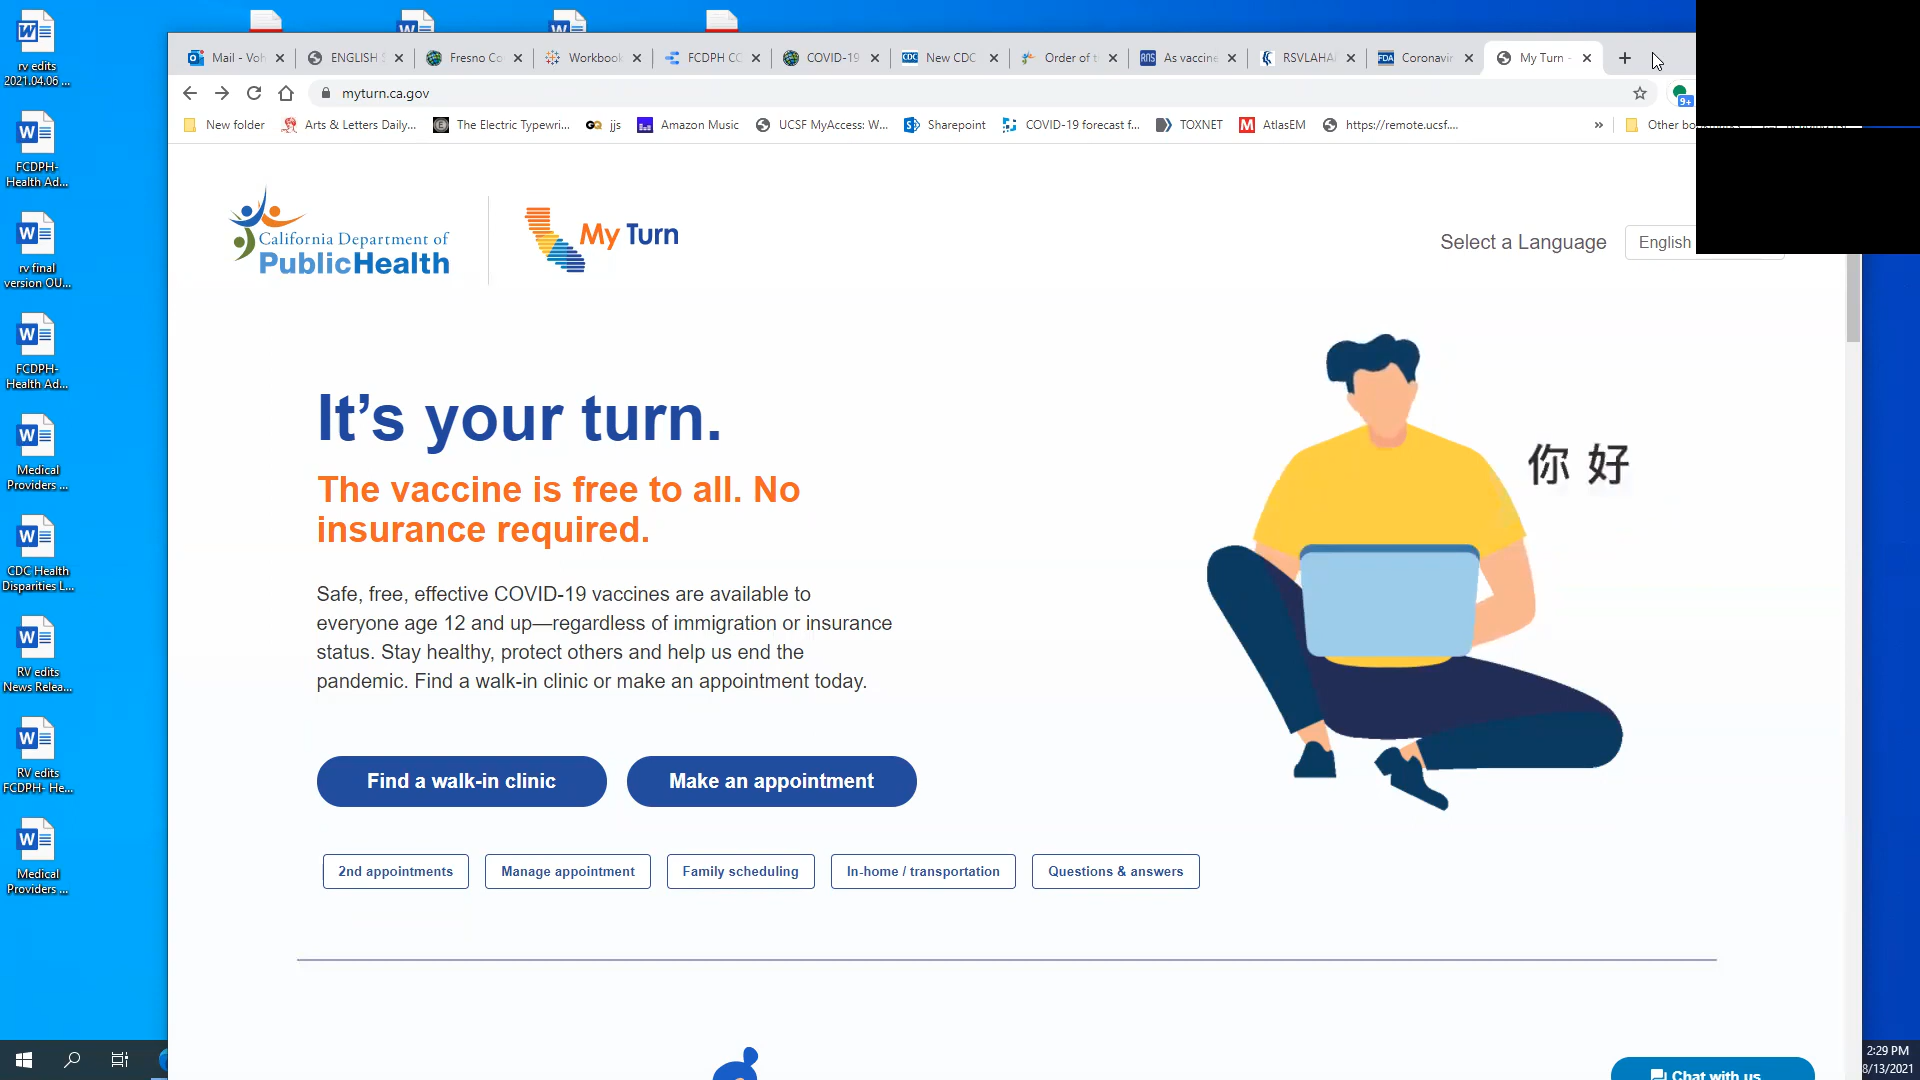 rv edits
2021.04.06 ...
FCDPH-
Health Ad...
rv final
version OU...
FCDPH-
Health Ad...
Medical
Providers ...
CDC Health
Disparities L...
RV edits
News Relea...
RV edits
FCDPH- He...
Medical
Providers ...
Mail - Voh
ENGLISH S
Fresno Co
Workbook
FCDPH CO
COVID-19
New CDC
Order of t
As vaccine
RSVLAHA
Coronavir
My Turn -
myturn.ca.gov
9+
New folder
Arts & Letters Daily...
The Electric Typewri...
jjs
Amazon Music
UCSF MyAccess: W...
Sharepoint
COVID-19 forecast f...
TOXNET
AtlasEM
https://remote.ucsf....
»
Other bo
California Department of
PublicHealth
My Turn
Select a Language
English
It’s your turn.
The vaccine is free to all. No
insurance required.
Safe, free, effective COVID-19 vaccines are available to
everyone age 12 and up—regardless of immigration or insurance
status. Stay healthy, protect others and help us end the
pandemic. Find a walk-in clinic or make an appointment today.
你 好
Find a walk-in clinic
Make an appointment
2nd appointments
Manage appointment
Family scheduling
In-home / transportation
Questions & answers
Chat with us
2:29 PM
8/13/2021